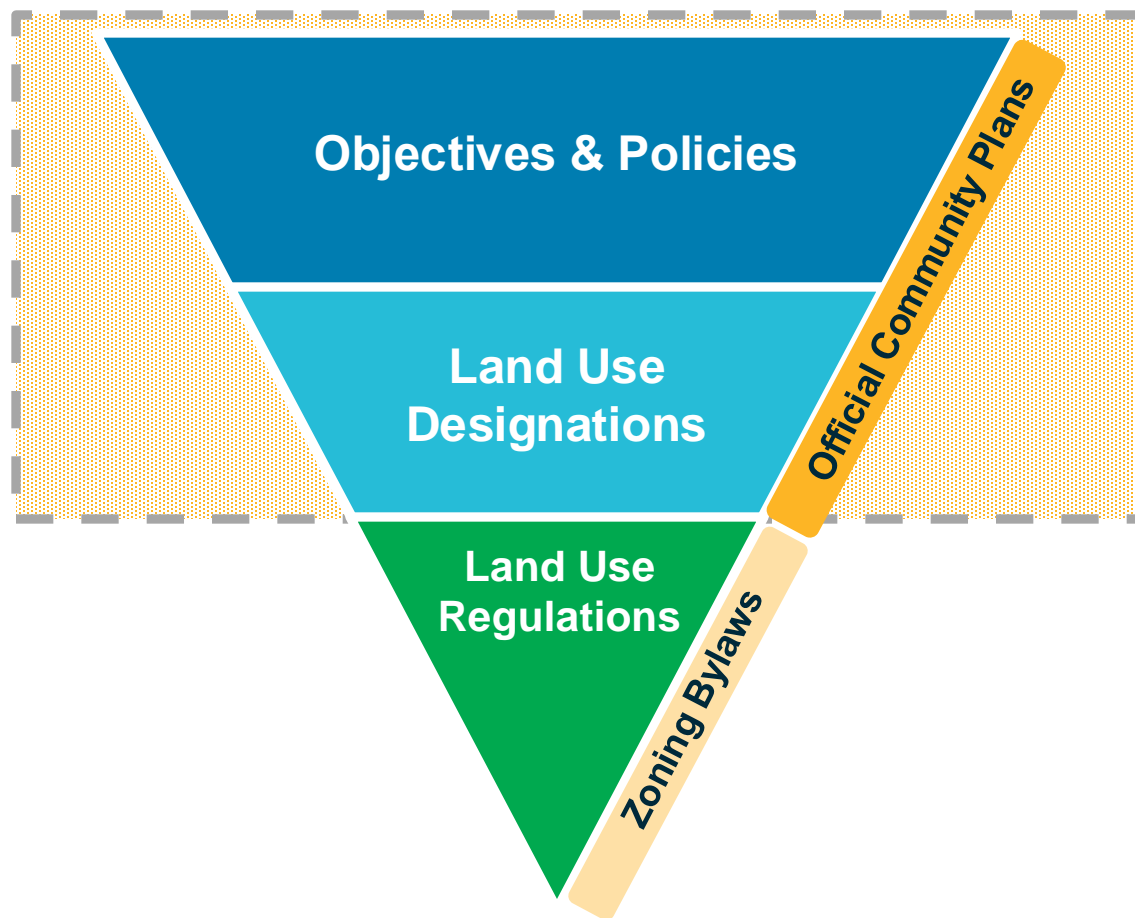 Objectives & Policies
Official Community Plans
Land Use
Designations
Land Use
Regulations
Zoning Bylaws